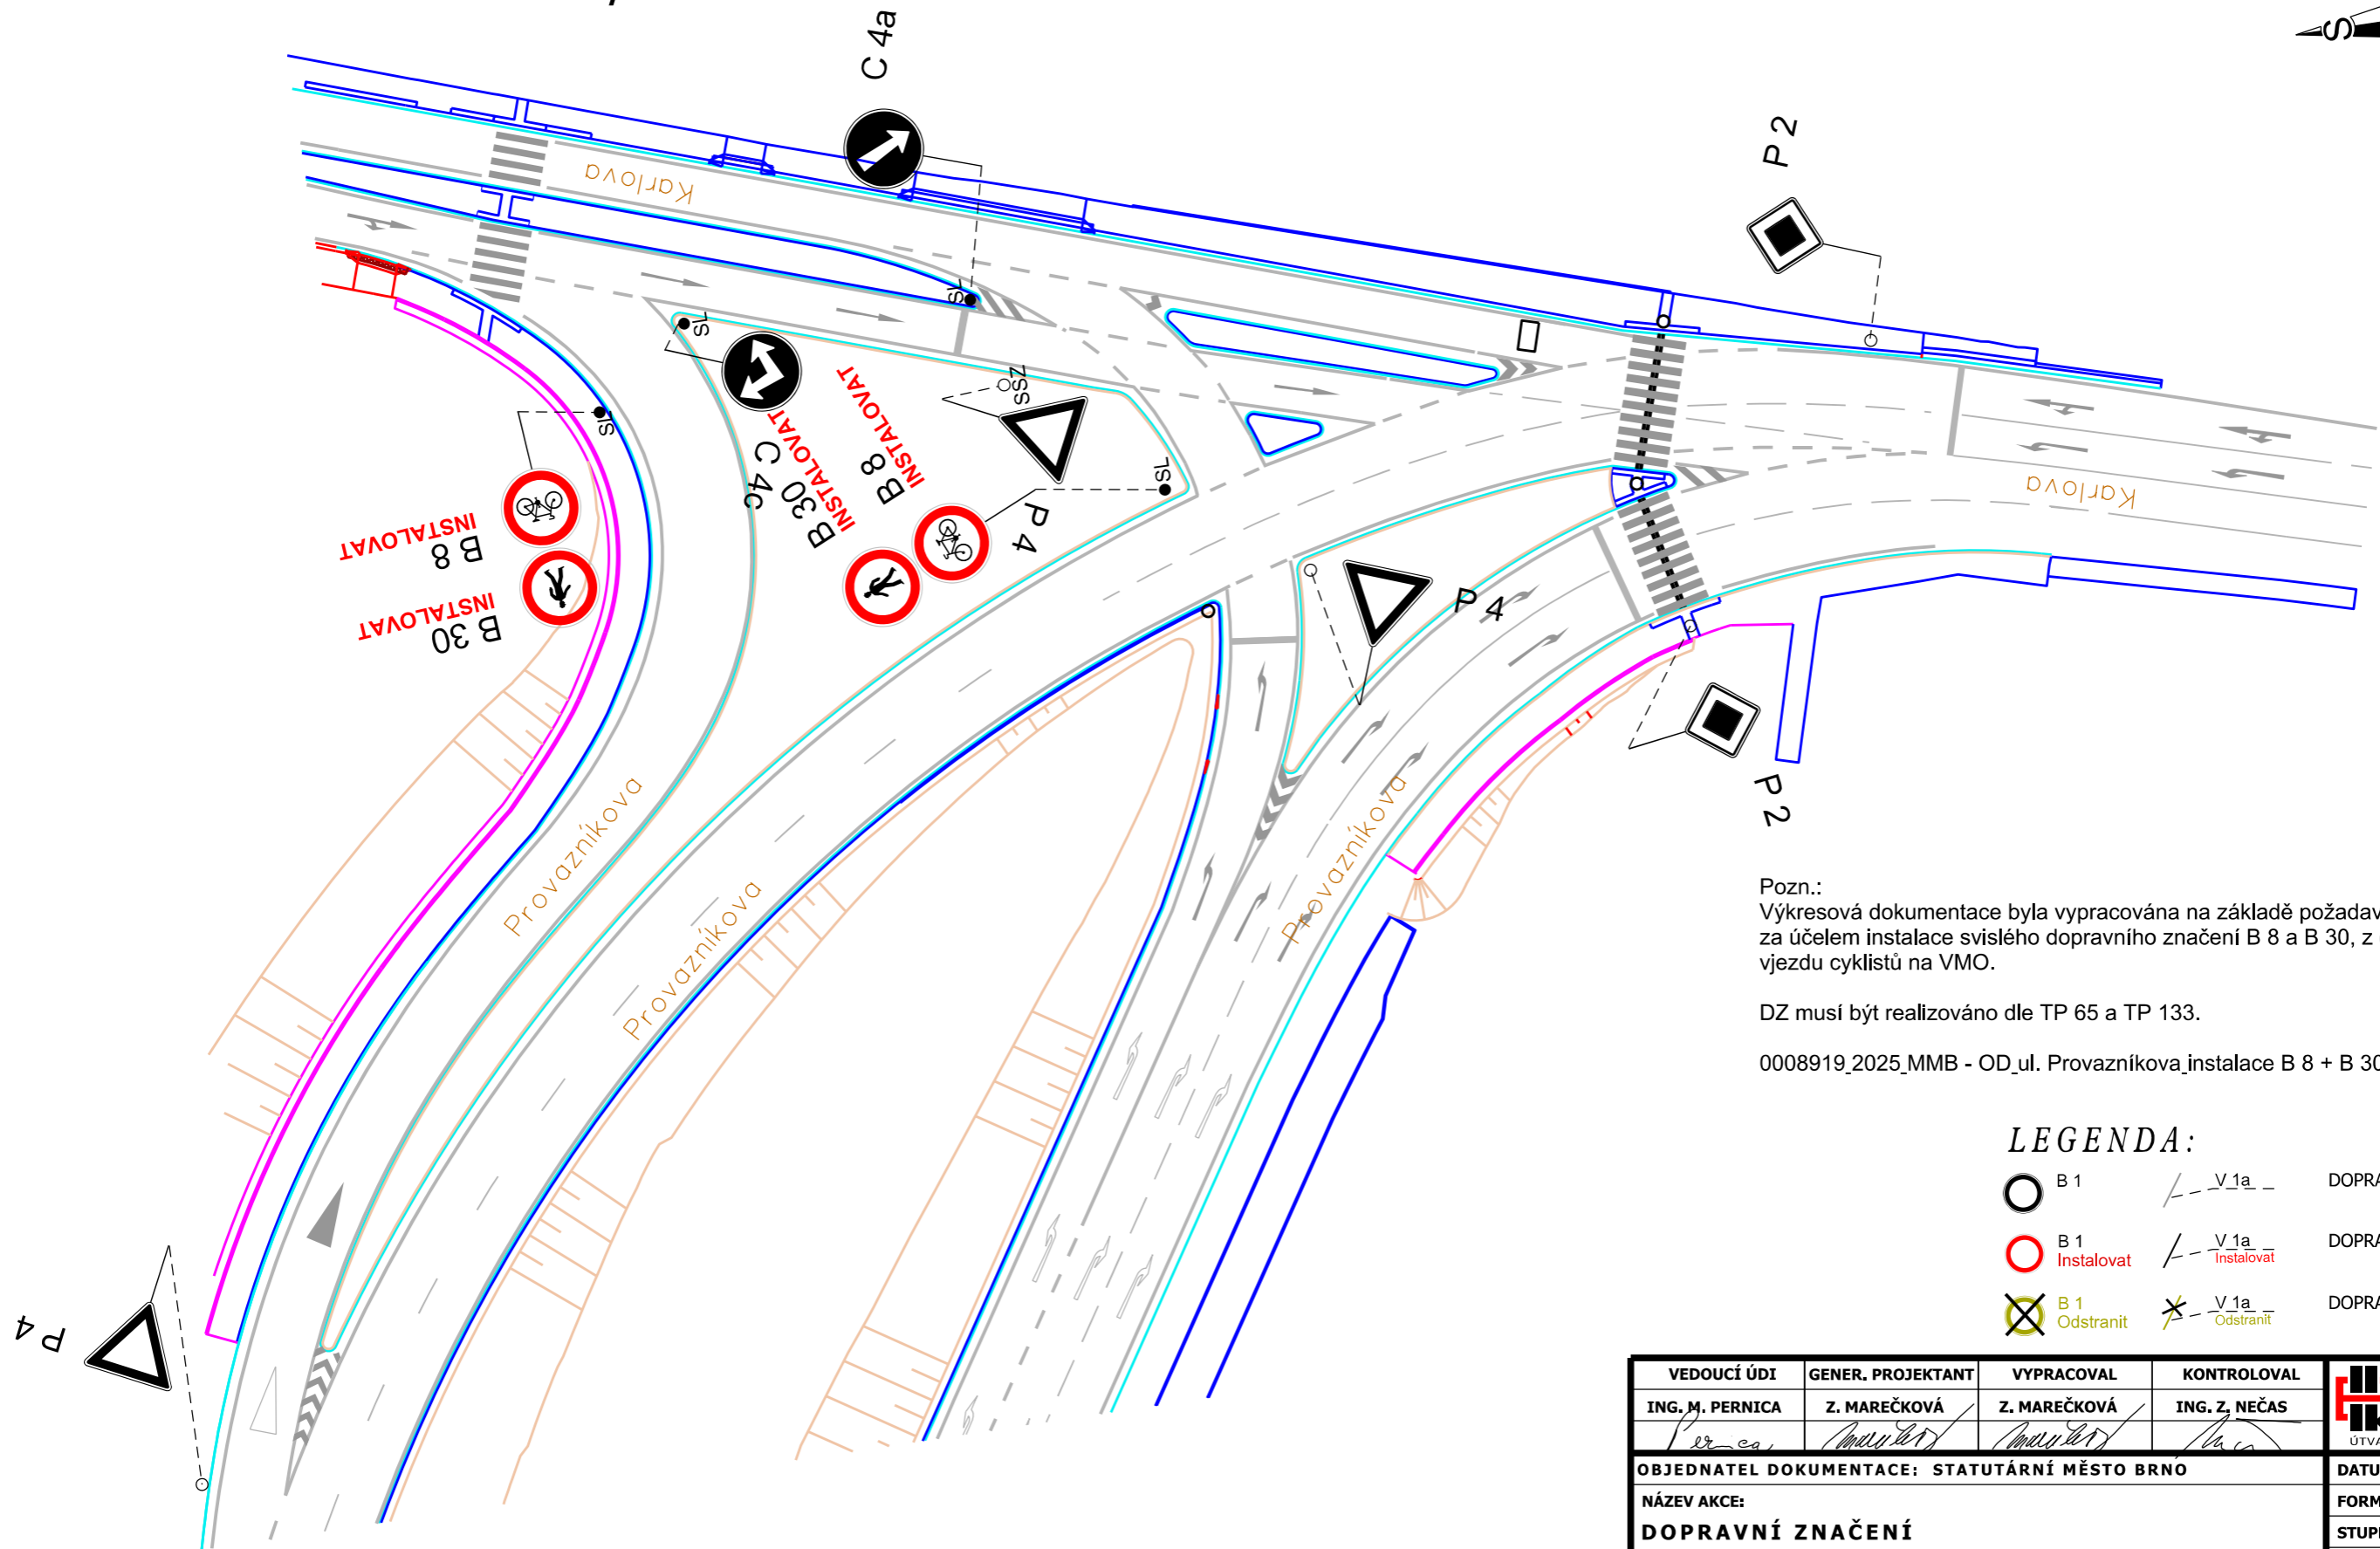 C 4a
S
P 2
Karlova
SL
SL
SSZ
C 4c
INSTALOVAT
B 30
INSTALOVAT
B 8
SL
P 4
SL
INSTALOVAT
B 8
INSTALOVAT
B 30
Karlova
P 4
P 2
Provazníkova
Provazníkova
Provazníkova
P 4
Pozn.:
Výkresová dokumentace byla vypracována na základě požadav
za účelem instalace svislého dopravního značení B 8 a B 30, z
vjezdu cyklistů na VMO.
DZ musí být realizováno dle TP 65 a TP 133.
0008919_2025_MMB - OD_ul. Provazníkova_instalace B 8 + B 30
LEGENDA:
B 1 V 1a DOPRA
B 1 Instalovat V 1a Instalovat DOPRA
B 1 Odstranit V 1a Odstranit DOPRA
VEDOUCÍ ÚDI GENER. PROJEKTANT VYPRACOVAL KONTROLOVAL
ING. M. PERNICA Z. MAREČKOVÁ Z. MAREČKOVÁ ING. Z. NEČAS
ÚTVA
OBJEDNATEL DOKUMENTACE: STATUTÁRNÍ MĚSTO BRNO
DATU
NÁZEV AKCE:
FORM
DOPRAVNÍ ZNAČENÍ
STUP